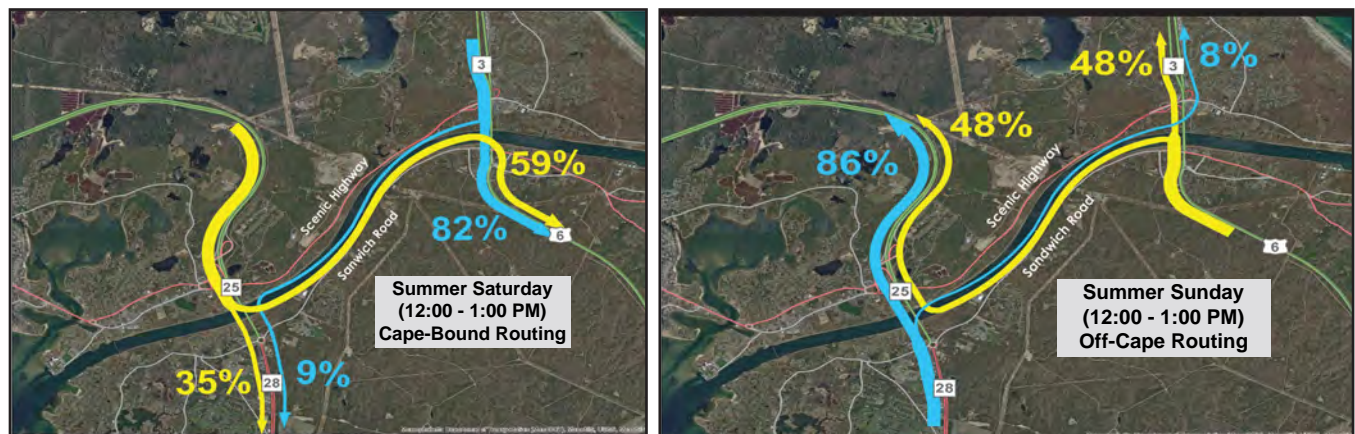 3
59%
82%
6
Scenic Highway
Sanwich Road
25
Summer Saturday
(12:00 - 1:00 PM)
Cape-Bound Routing
35%
9%
28
48%
3
8%
48%
86%
Scenic Highway
Sandwich Road
6
25
Summer Sunday
(12:00 - 1:00 PM)
Off-Cape Routing
28